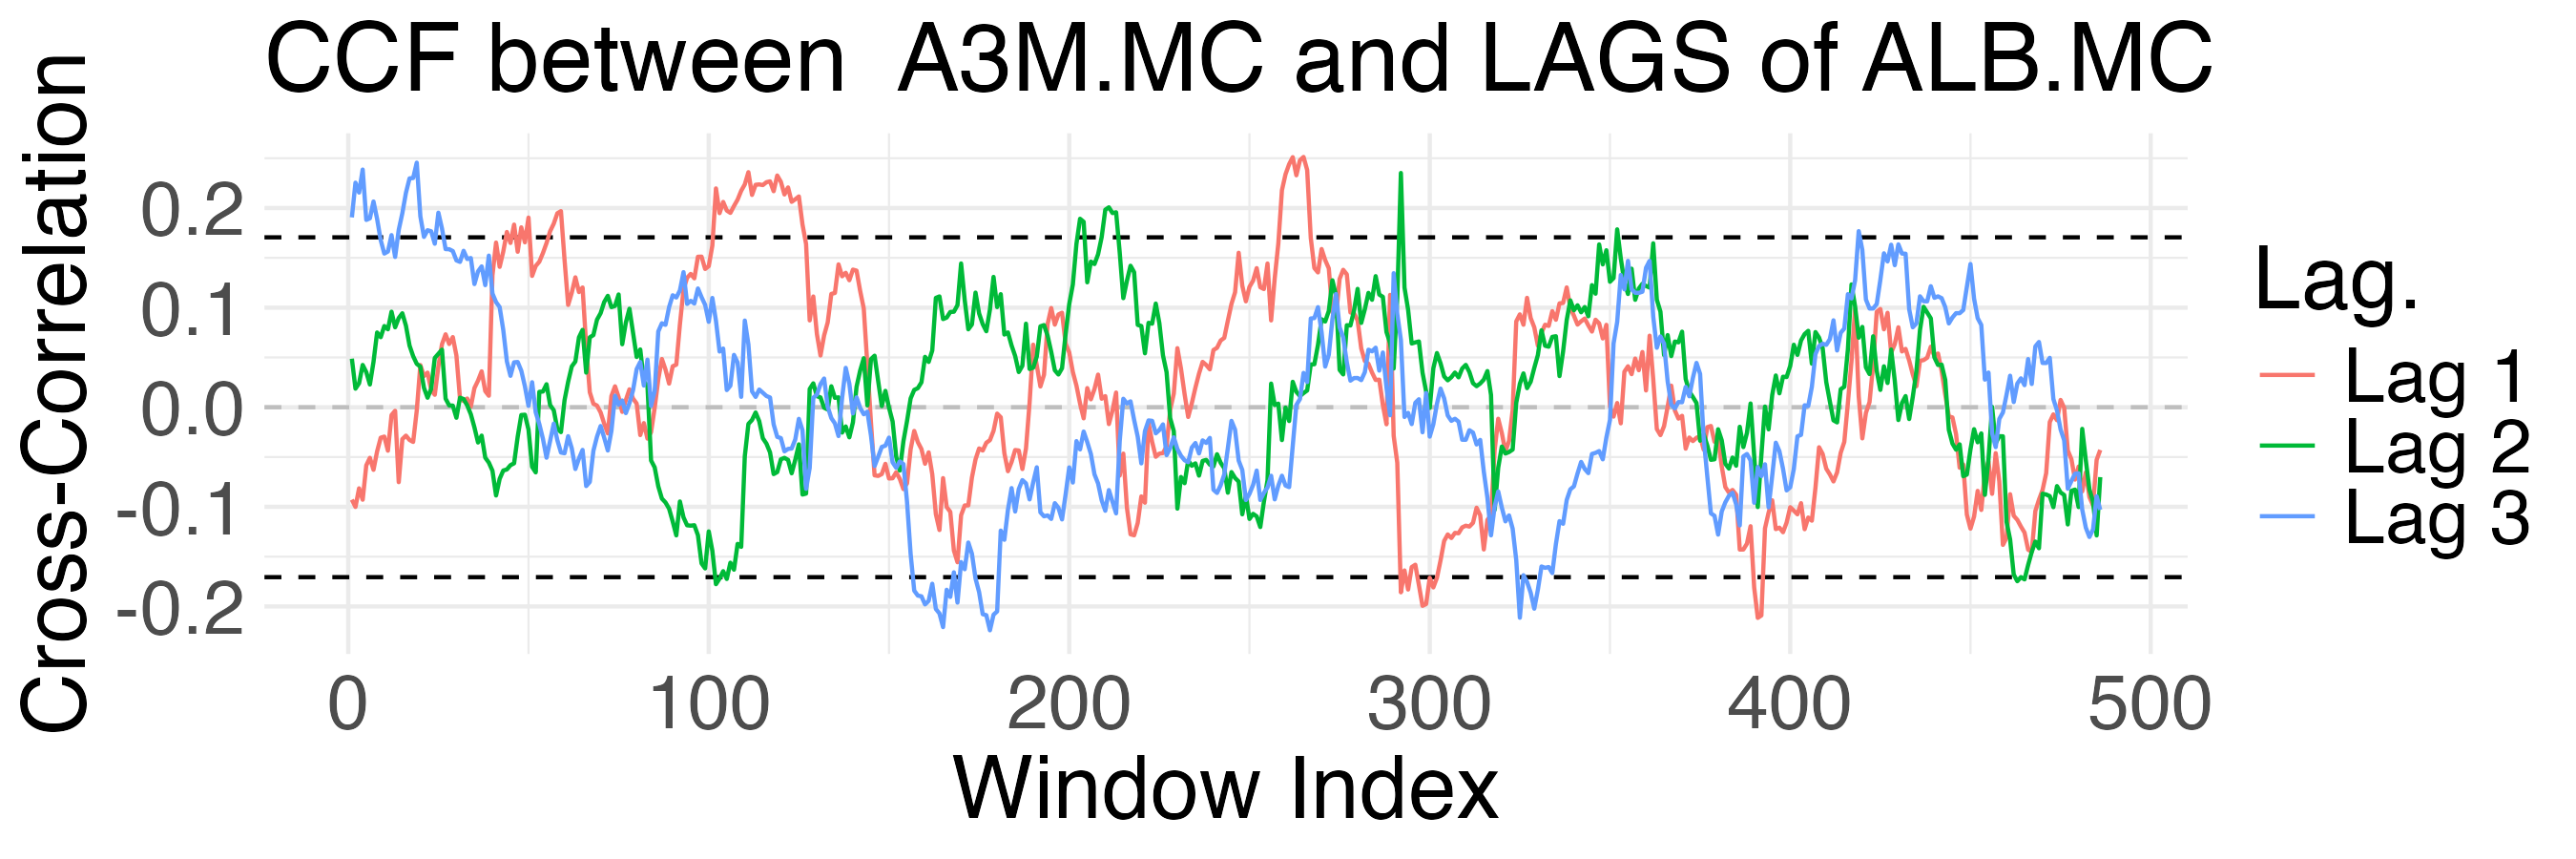 CCF between  A3M.MC and LAGS of ALB.MC
Cross-Correlation
0.2
0.1
0.0
-0.1
-0.2
0 100 200 300 400 500
Window Index
Lag.
Lag 1
Lag 2
Lag 3